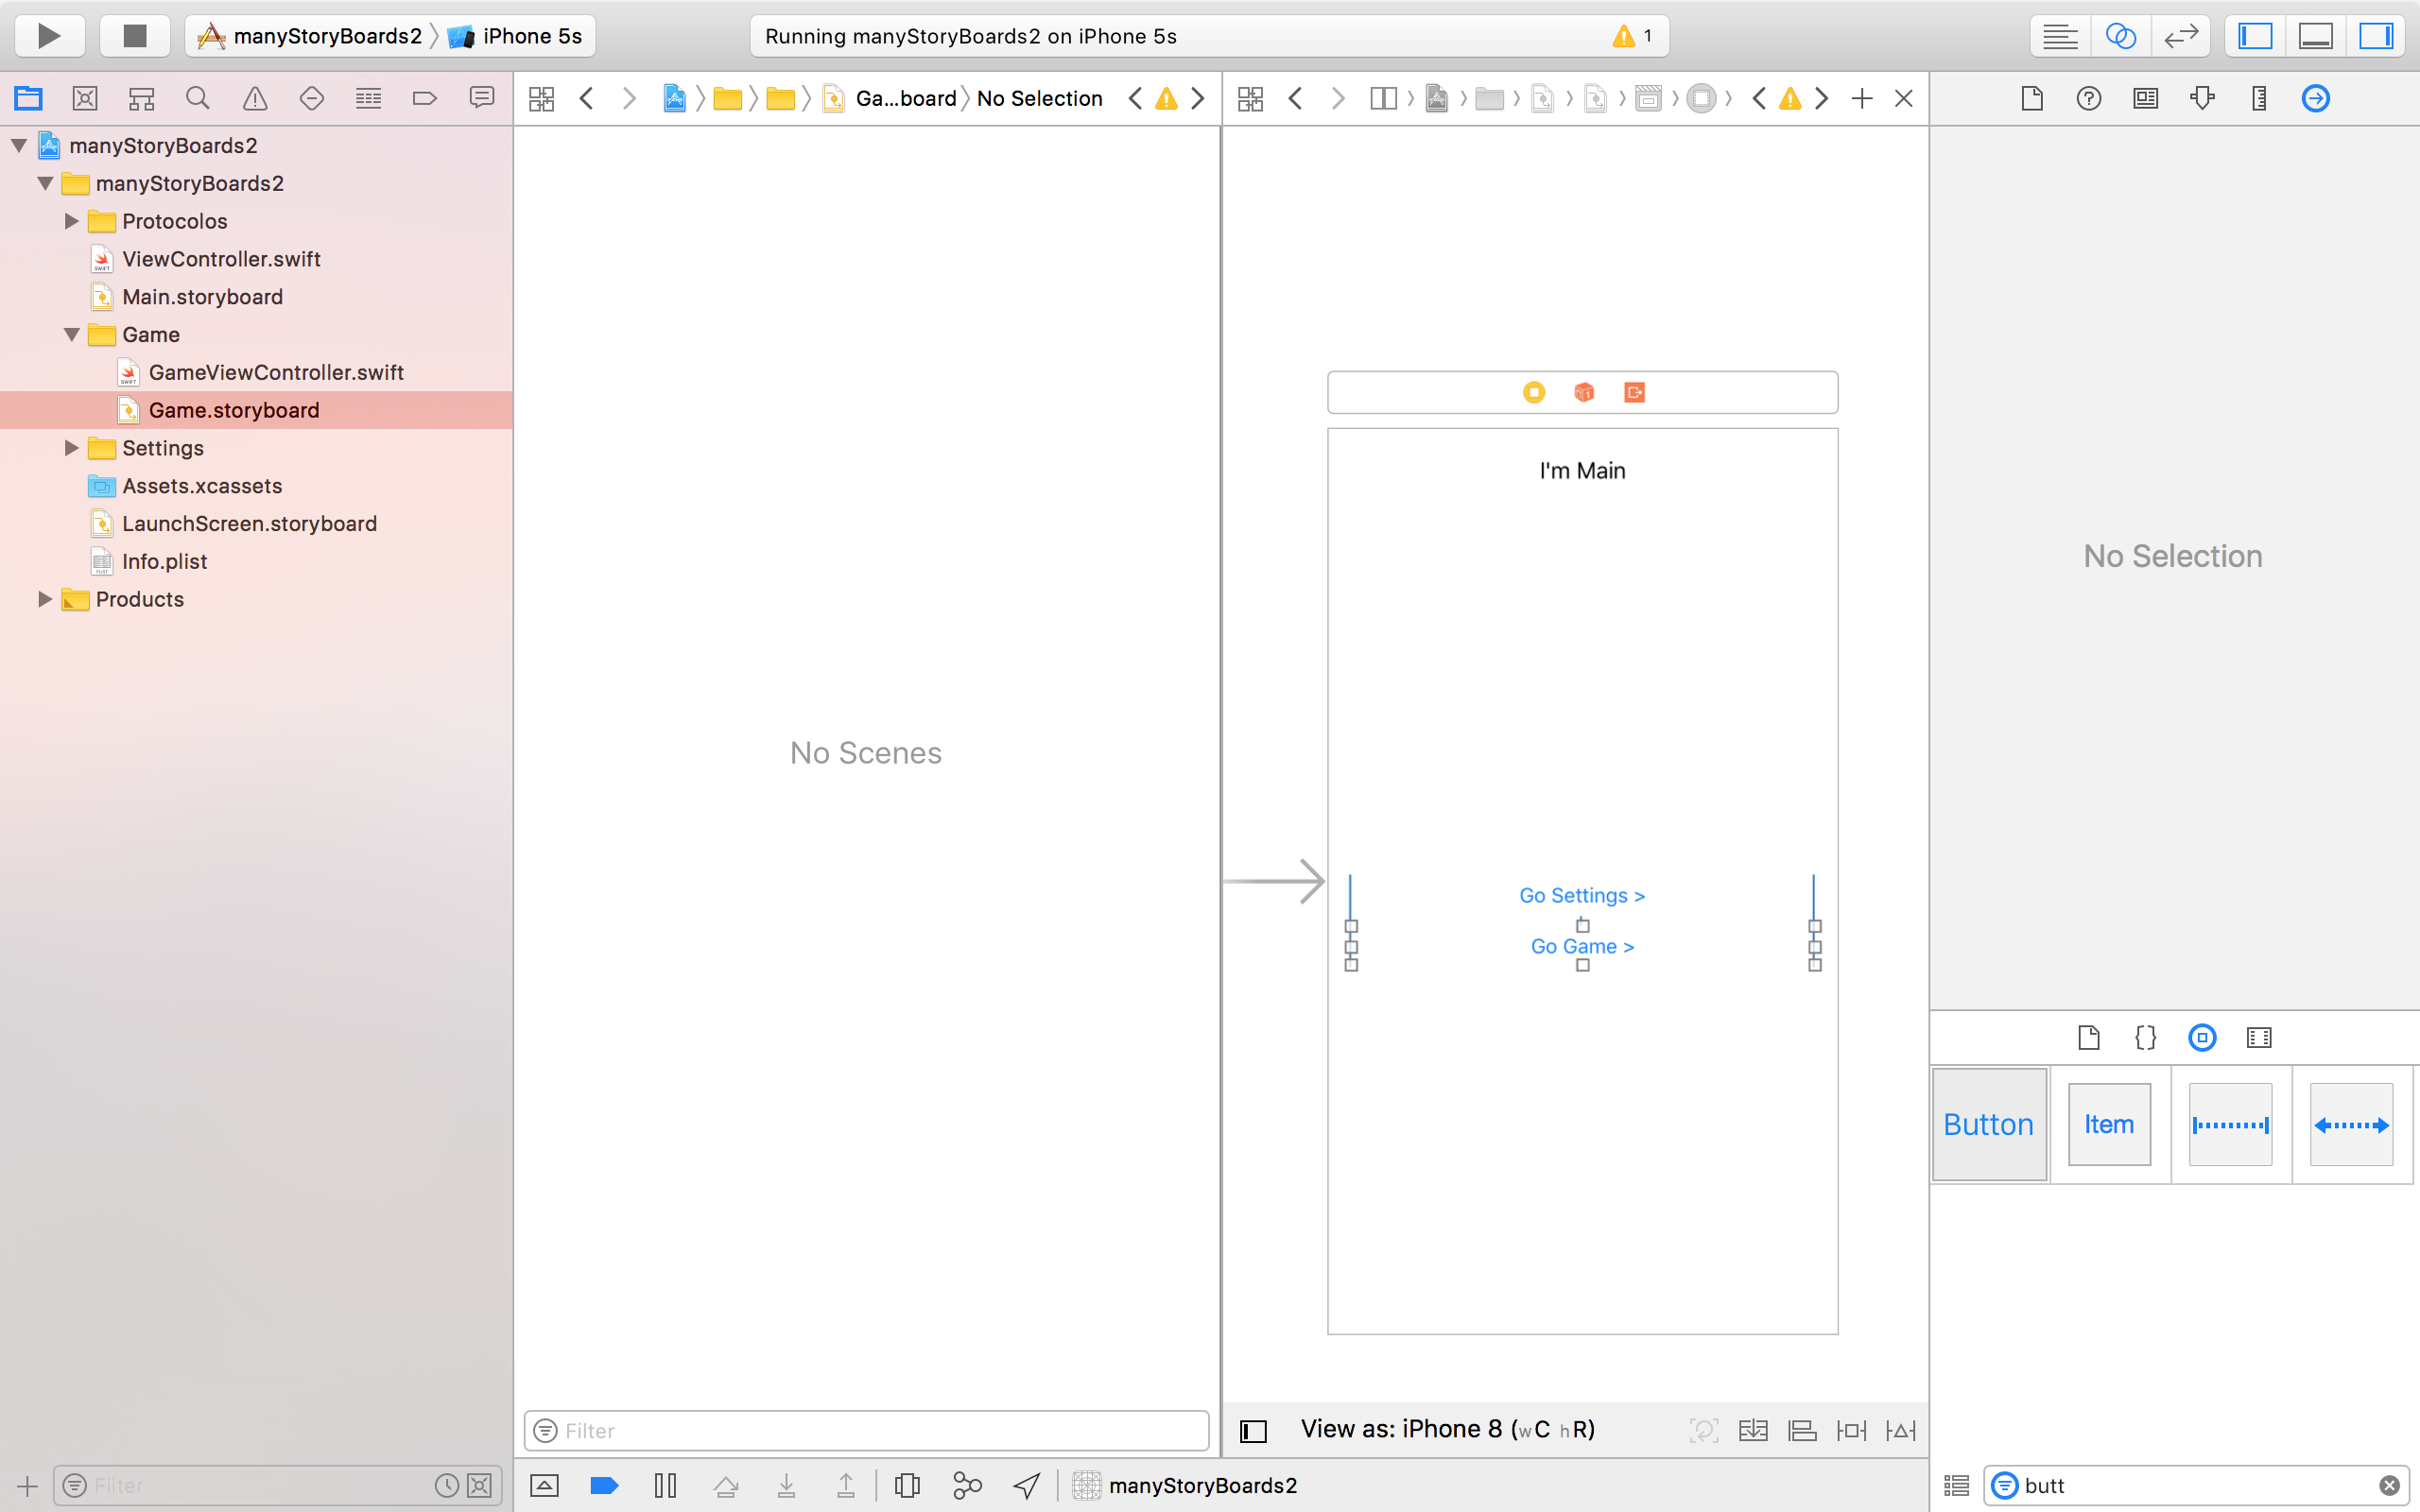 manyStoryBoards2 iPhone 5s
Running manyStoryBoards2 on iPhone 5s
1
Ga...board No Selection
manyStoryBoards2
manyStoryBoards2
Protocolos
ViewController.swift
Main.storyboard
Game
GameViewController.swift
Game.storyboard
Settings
Assets.xcassets
LaunchScreen.storyboard
Info.plist
Products
Filter
No Scenes
Filter
I'm Main
Go Settings >
Go Game >
View as: iPhone 8 (wC hR)
manyStoryBoards2
No Selection
Button
Item
butt